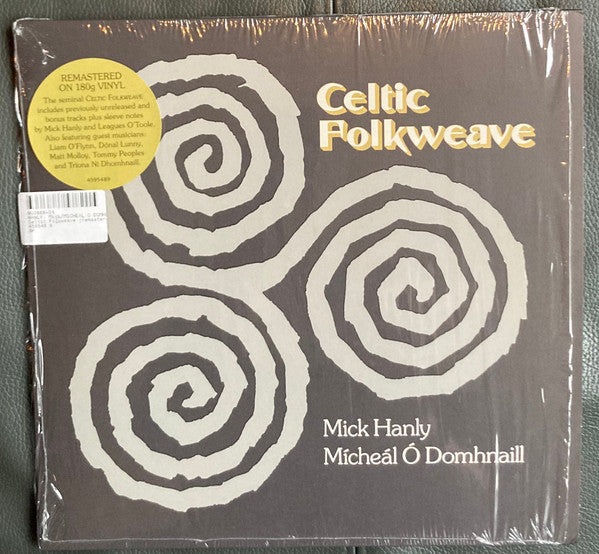 REMASTERED
ON 180g VINYL
The seminal CELTIC FOLKWEAVE
includes previously unreleased and
bonus tracks plus sleeve notes
by Mick Hanly and Leagues O'Toole.
Also featuring guest musicians:
Liam O'Flynn, Dónal Lunny,
Matt Molloy, Tommy Peoples
and Tríona Ní Dhomhnaill.
4595489
Celtic
Folkweave
Mick Hanly
Mícheál Ó Domhnaill